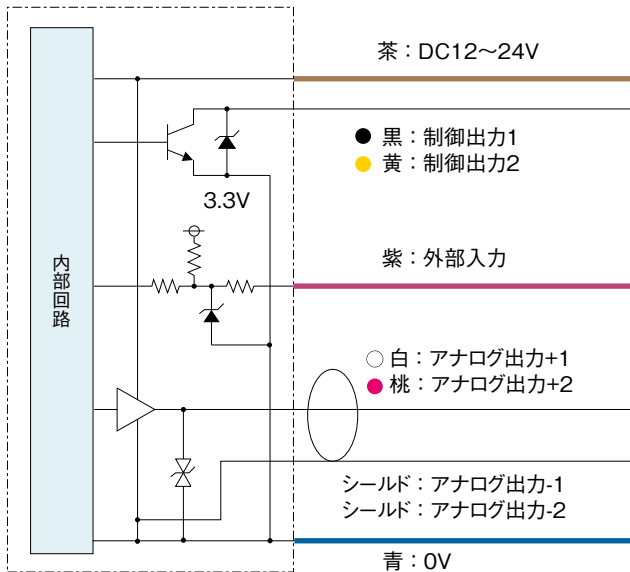 茶：DC12～24V
黒：制御出力1
黄：制御出力2
3.3V
内部回路
紫：外部入力
白：アナログ出力+1
桃：アナログ出力+2
シールド：アナログ出力-1
シールド：アナログ出力-2
青：0V